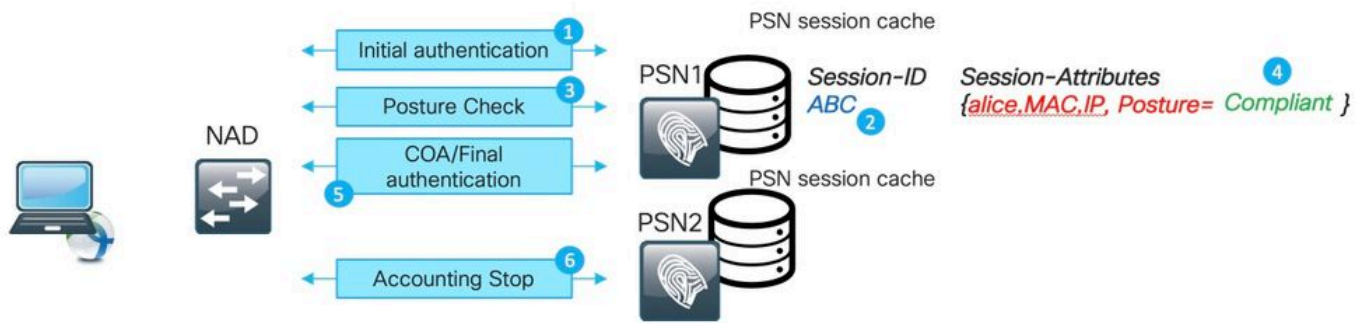 PSN session cache
1
Initial authentication
PSN1
Session-ID
Session-Attributes
4
ABC
2
{alice,MAC,IP, Posture= Compliant }
3
Posture Check
NAD
COA/Final
authentication
5
PSN session cache
PSN2
6
Accounting Stop